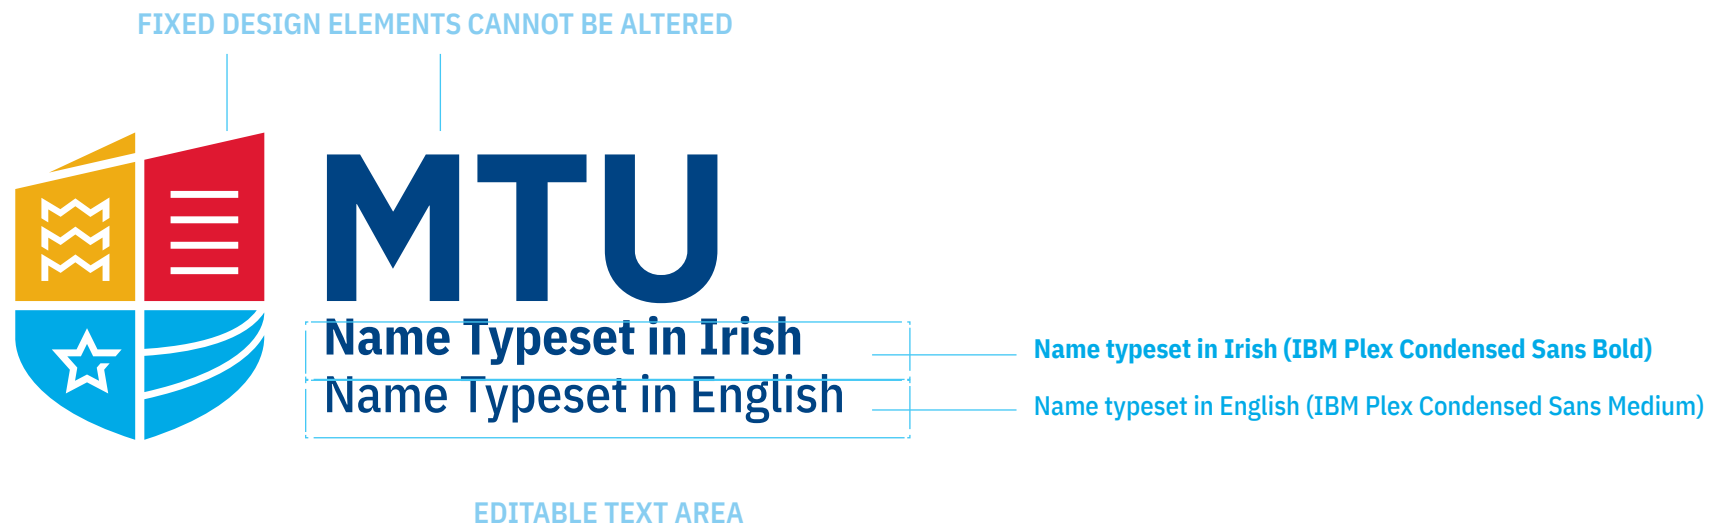 FIXED DESIGN ELEMENTS CANNOT BE ALTERED
MTU
Name Typeset in Irish
Name typeset in Irish (IBM Plex Condensed Sans Bold)
Name Typeset in English
Name typeset in English (IBM Plex Condensed Sans Medium)
EDITABLE TEXT AREA